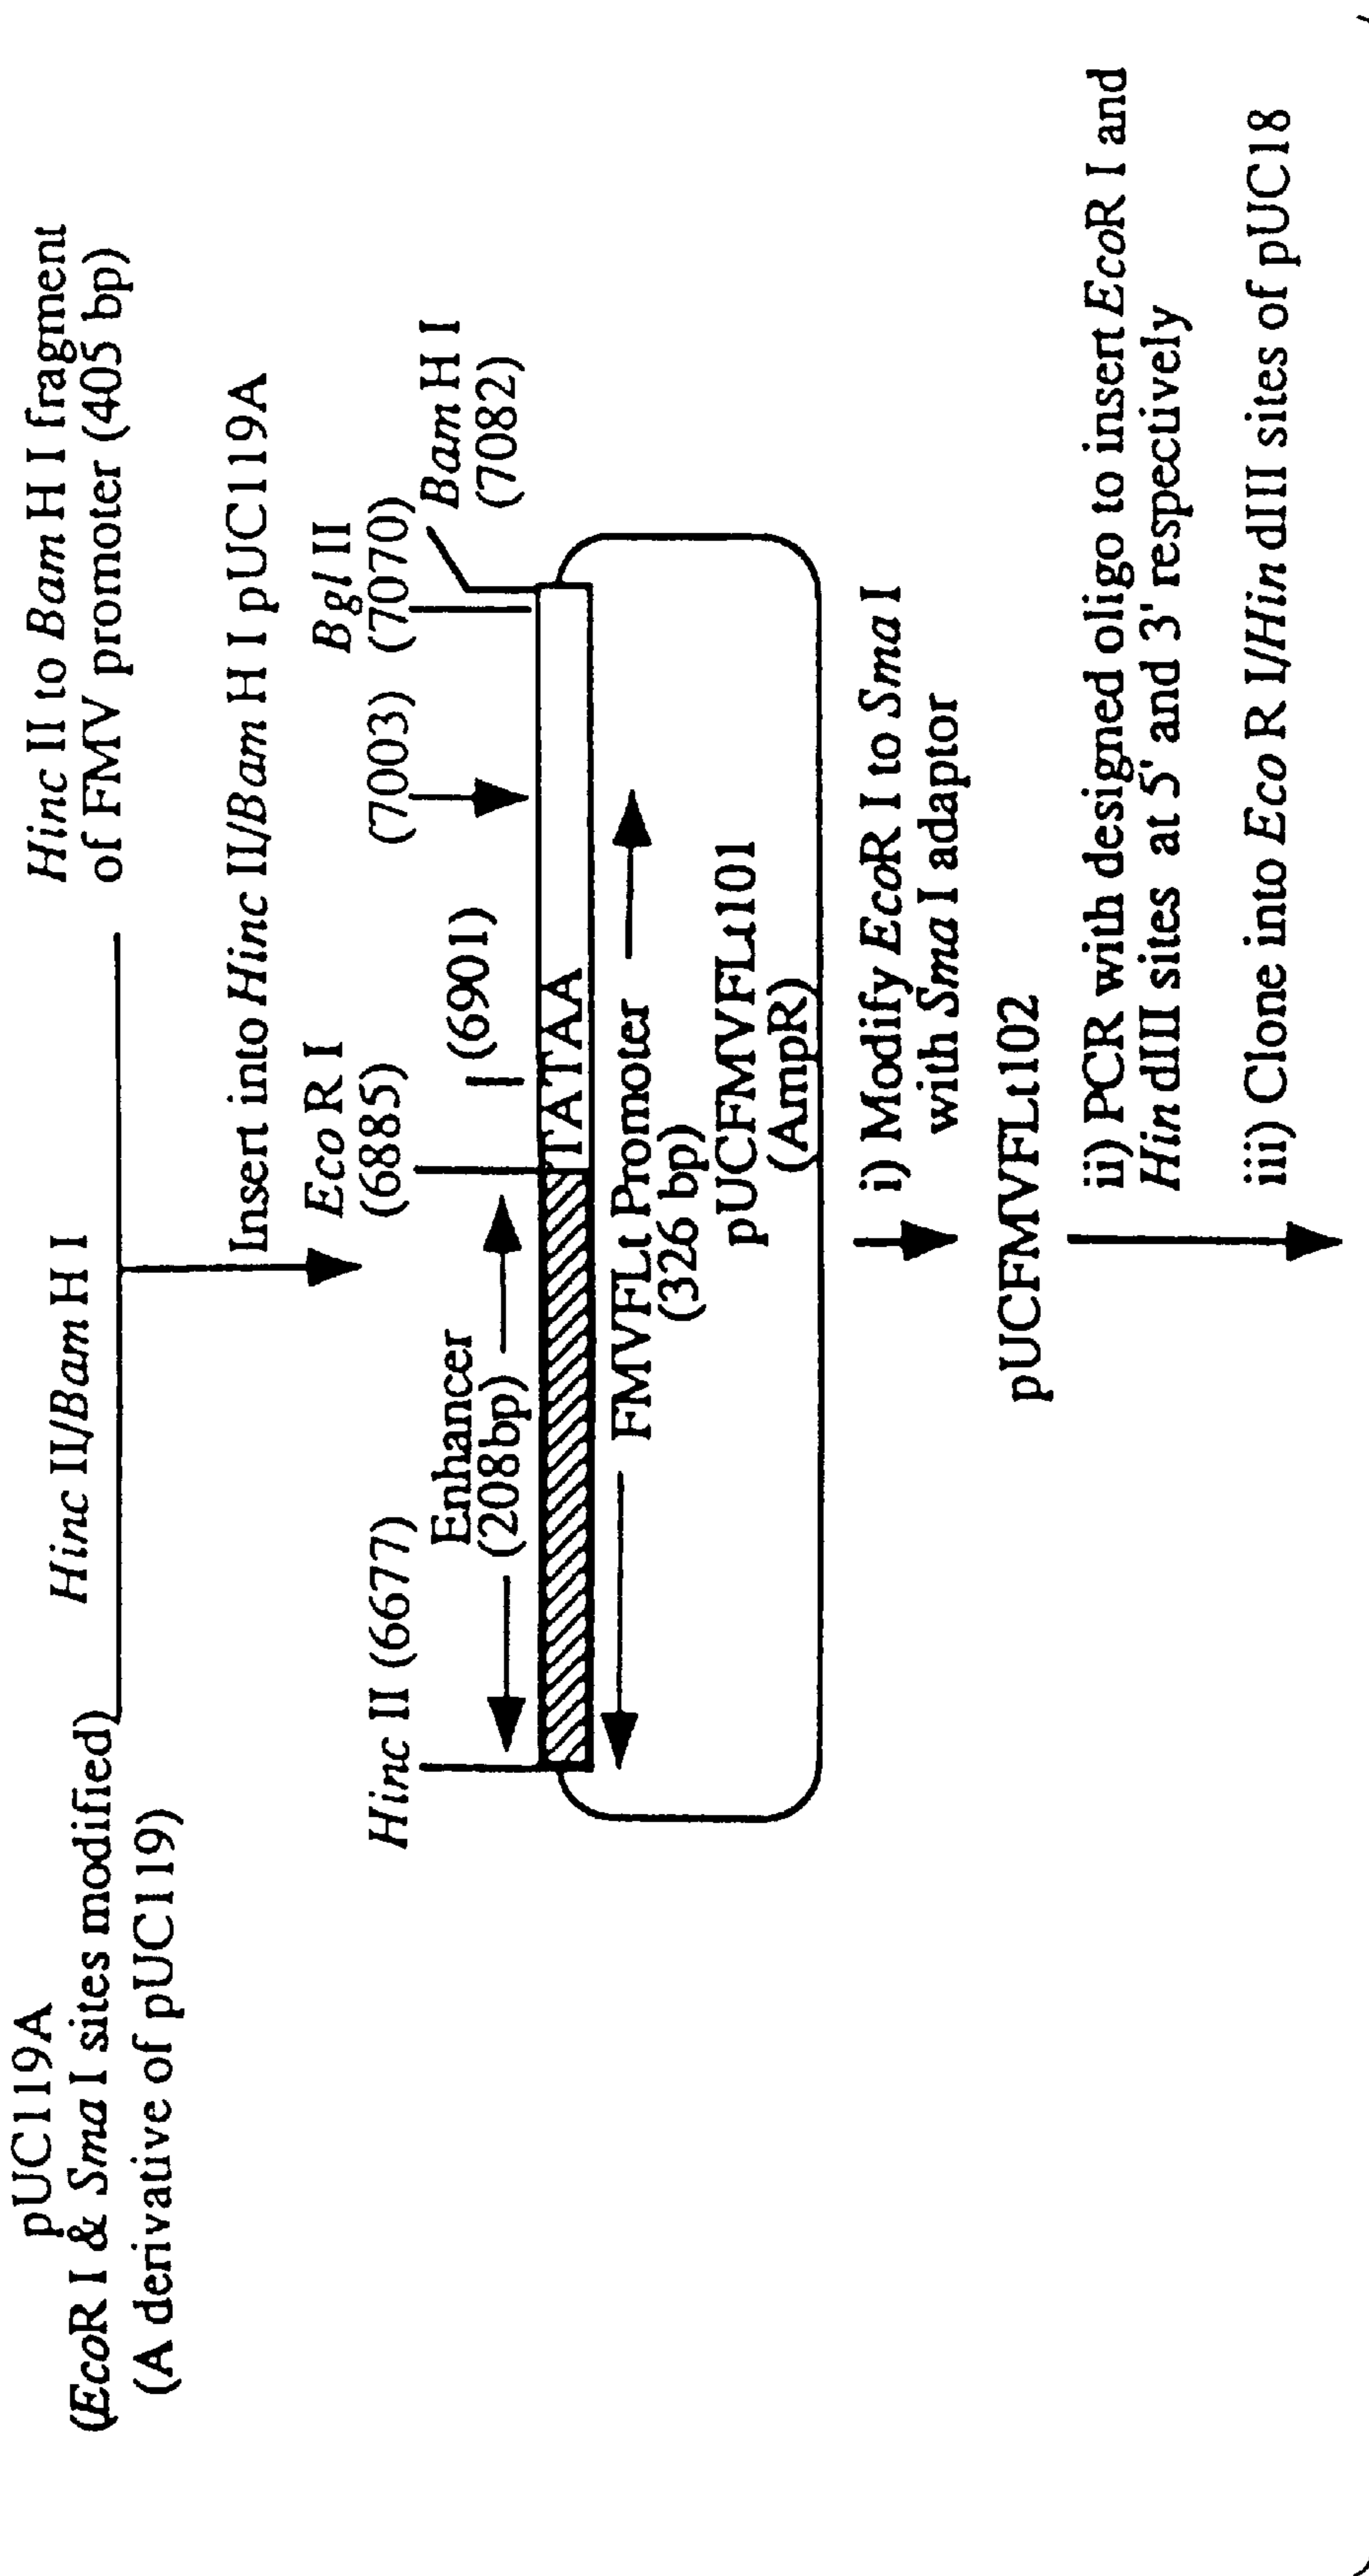 pUC119A
(EcoR I & Sma I sites modified)
(A derivative of pUC119)
Hinc II/Bam H I
Hinc II to Bam H I fragment
of FMV promoter (405 bp)
Insert into Hinc II/Bam H I pUC119A
Hinc II (6677)
Enhancer
(208bp)
Eco R I
(6885)
(6901)
(7003)
Bgl II
(7070)
Bam H I
(7082)
TATAA
FMVFLt Promoter
(326 bp)
pUCFMVFLt101
(AmpR)
i) Modify EcoR I to Sma I
with Sma I adaptor
pUCFMVFLt102
ii) PCR with designed oligo to insert EcoR I and
Hin dIII sites at 5' and 3' respectively
iii) Clone into Eco R I/Hin dIII sites of pUC18